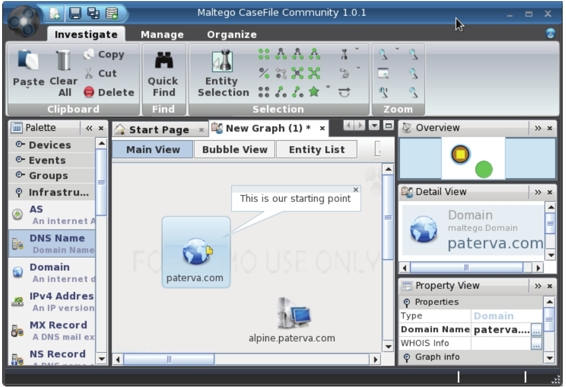 Maltego CaseFile Community 1.0.1
Investigate Manage Organize
Paste Clear All Copy Cut Delete
Clipboard
Quick Find
Find
Entity Selection
Selection
Zoom
Palette
Devices
Events
Groups
Infrastru...
AS
An internet A
DNS Name
Domain Name
Domain
An internet d
IPv4 Addres
An IP version
MX Record
A DNS mail ex
NS Record
A DNS name
Start Page New Graph (1) *
Main View Bubble View Entity List
This is our starting point
paterva.com
alpine.paterva.com
USE ONLY
Overview
Detail View
Domain
maltego.Domain
paterva.com
Property View
Properties
Type Domain
Domain Name paterva....
WHOIS Info
Graph info